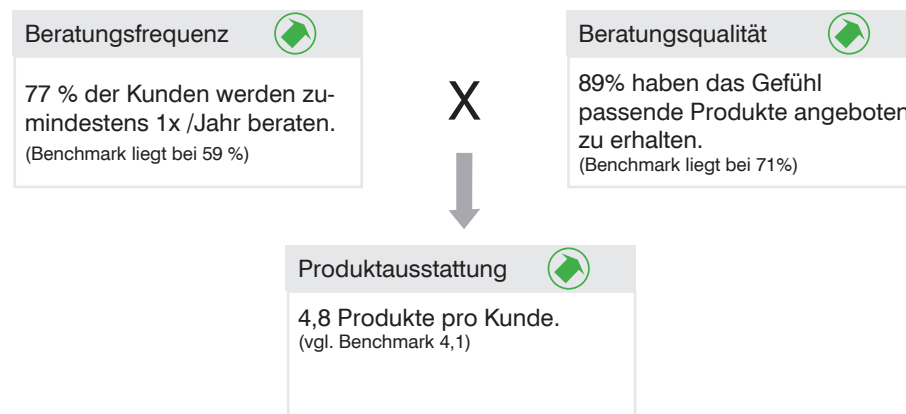 Beratungsfrequenz
77 % der Kunden werden zu-
mindestens 1x /Jahr beraten.
(Benchmark liegt bei 59 %)
X
Beratungsqualität
89% haben das Gefühl
passende Produkte angeboten
zu erhalten.
(Benchmark liegt bei 71%)
Produktausstattung
4,8 Produkte pro Kunde.
(vgl. Benchmark 4,1)